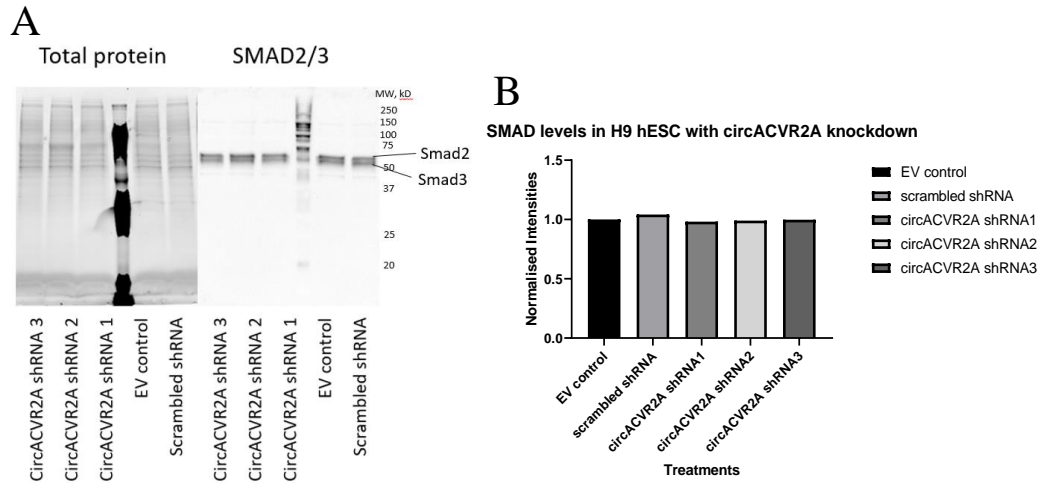 A
Total protein
SMAD2/3
MW, kD
250
150
100
75
50
37
25
20
Smad2
Smad3
CircACVR2A shRNA 3
CircACVR2A shRNA 2
CircACVR2A shRNA 1
EV control
Scrambled shRNA
CircACVR2A shRNA 3
CircACVR2A shRNA 2
CircACVR2A shRNA 1
EV control
Scrambled shRNA
B
SMAD levels in H9 hESC with circACVR2A knockdown
Normalised Intensities
1.5
1.0
0.5
0.0
EV control
scrambled shRNA
circACVR2A shRNA1
circACVR2A shRNA2
circACVR2A shRNA3
Treatments
EV control
scrambled shRNA
circACVR2A shRNA1
circACVR2A shRNA2
circACVR2A shRNA3